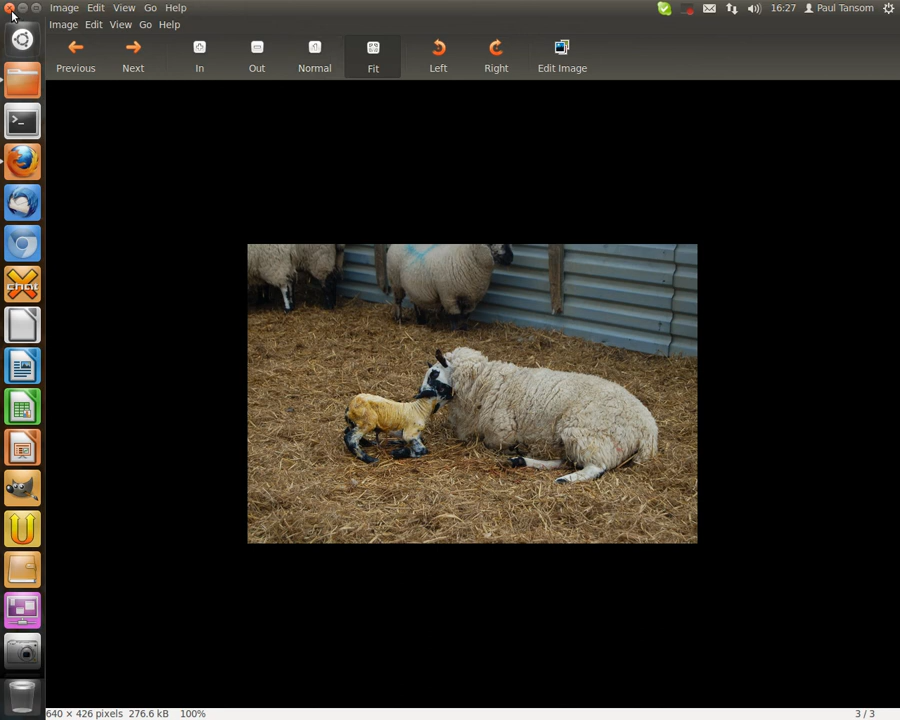 Image Edit View Go Help 16:27 Paul Tansom
Image Edit View Go Help
Previous Next In Out Normal Fit Left Right Edit Image
chat
640 × 426 pixels 276.6 kB 100% 3 / 3